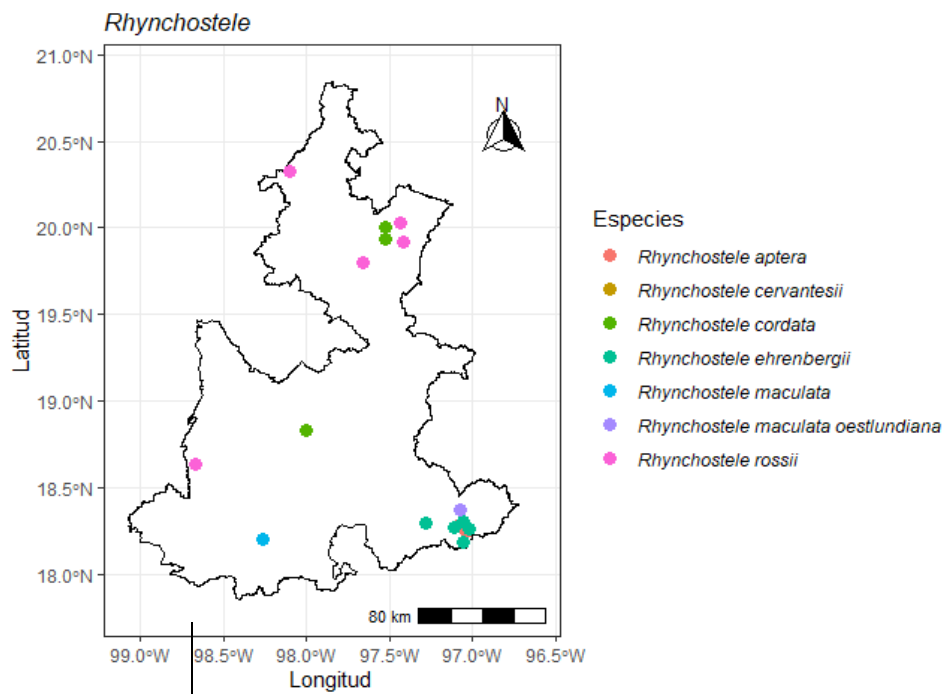 Rhynchostele
21.0°N
20.5°N
20.0°N
19.5°N
19.0°N
18.5°N
18.0°N
Latitud
N
80 km
99.0°W 98.5°W 98.0°W 97.5°W 97.0°W 96.5°W
Longitud
Especies
Rhynchostele aptera
Rhynchostele cervantesii
Rhynchostele cordata
Rhynchostele ehrenbergii
Rhynchostele maculata
Rhynchostele maculata oestlundiana
Rhynchostele rossii